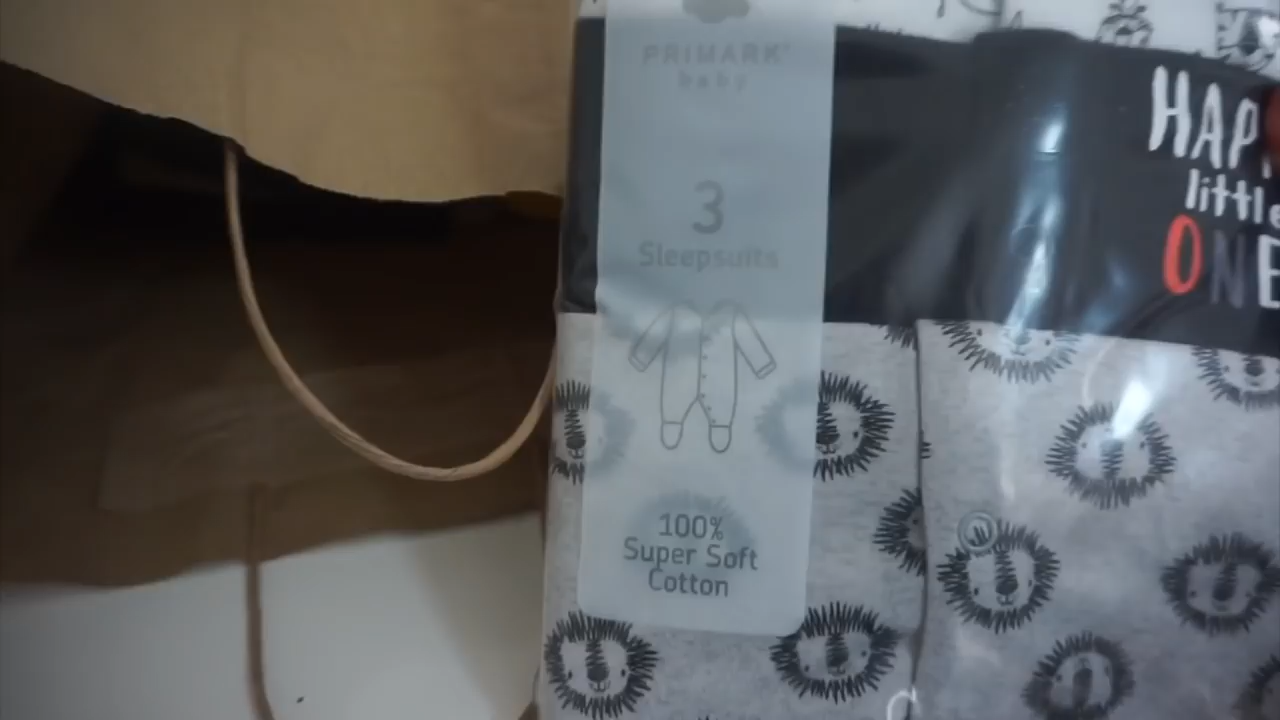 PRIMARK
baby
3
Sleepsuits
100%
Super Soft
Cotton
HAP
little
ONE